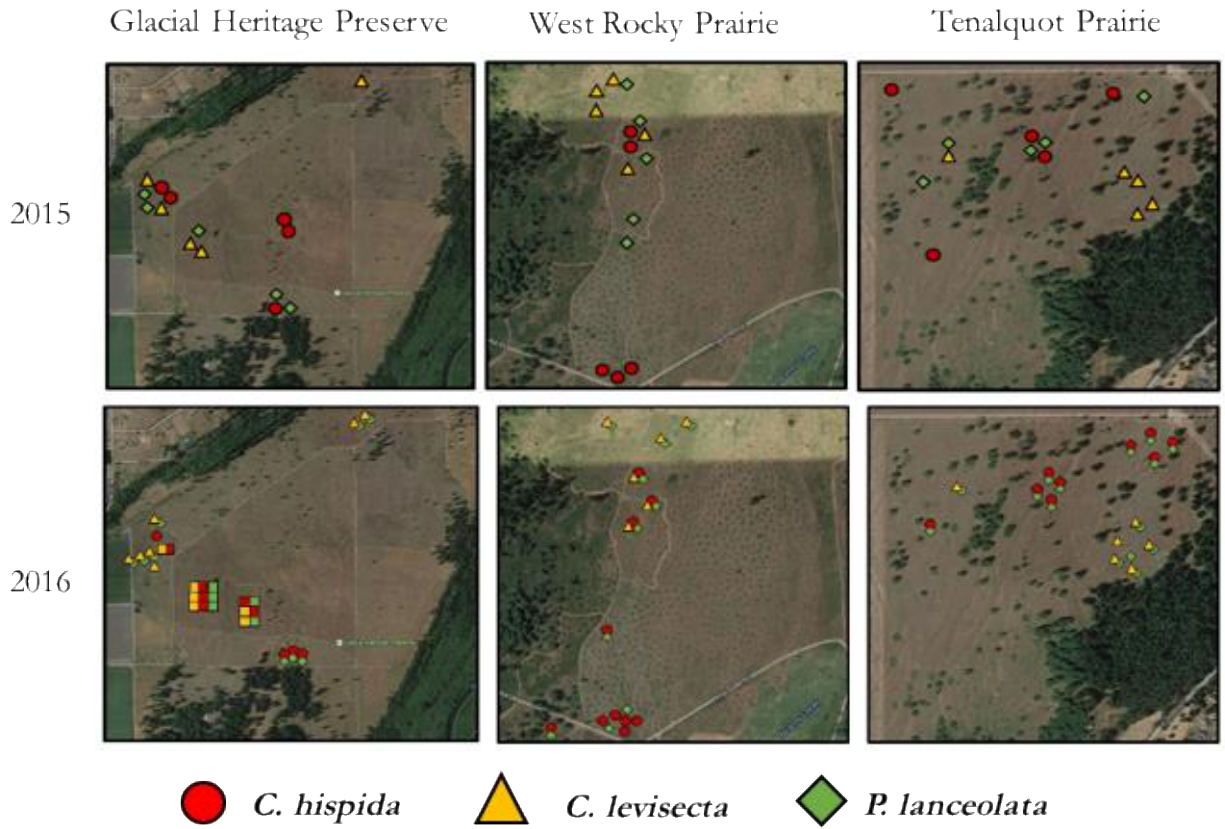 Glacial Heritage Preserve West Rocky Prairie Tenalquot Prairie
2015
2016
C. hispida C. levisecta P. lanceolata